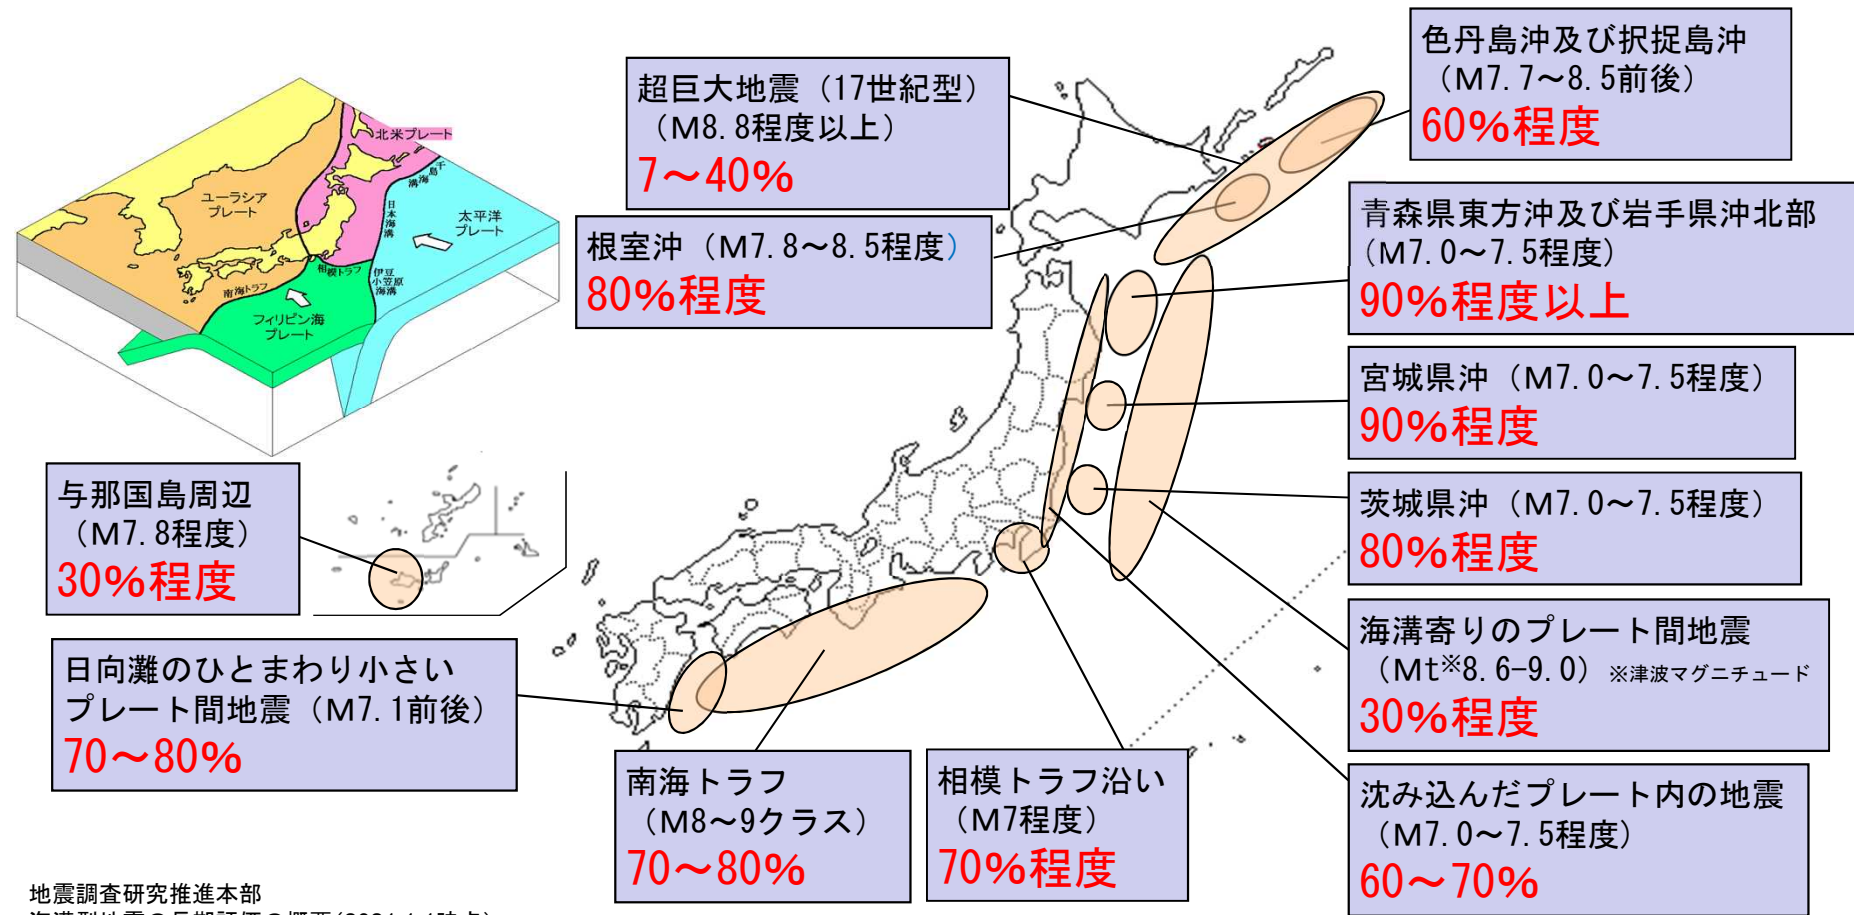 北米プレート
ユーラシア
プレート
千島海溝
日本海溝
太平洋
プレート
相模トラフ
伊豆
小笠原
海溝
南海トラフ
フィリピン海
プレート
超巨大地震（17世紀型）
（M8.8程度以上）
7～40%
色丹島沖及び択捉島沖
（M7.7～8.5前後）
60%程度
根室沖（M7.8～8.5程度）
80%程度
青森県東方沖及び岩手県沖北部
（M7.0～7.5程度）
90%程度以上
宮城県沖（M7.0～7.5程度）
90%程度
茨城県沖（M7.0～7.5程度）
80%程度
与那国島周辺
（M7.8程度）
30%程度
海溝寄りのプレート間地震
（Mt※8.6-9.0）※津波マグニチュード
30%程度
日向灘のひとまわり小さい
プレート間地震（M7.1前後）
70～80%
南海トラフ
（M8～9クラス）
70～80%
相模トラフ沿い
（M7程度）
70%程度
沈み込んだプレート内の地震
（M7.0～7.5程度）
60～70%
地震調査研究推進本部